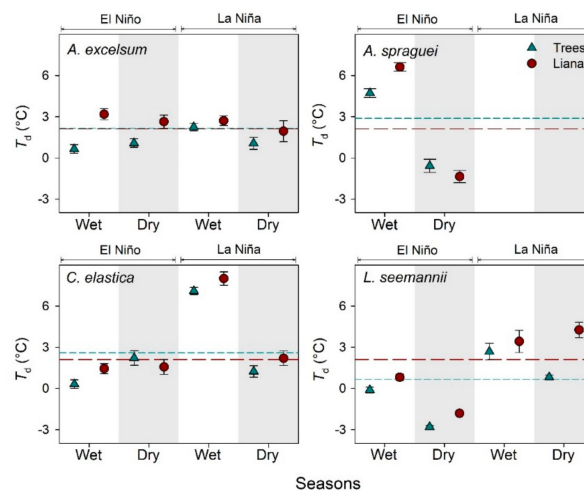 El Niño La Niña El Niño La Niña
A. excelsum A. spraguei Trees
Liana
6
3
0
-3
Td (°C)
6
3
0
-3
Td (°C)
Wet Dry Wet Dry Wet Dry Wet Dry
El Niño La Niña El Niño La Niña
C. elastica L. seemannii
6
3
0
-3
Td (°C)
6
3
0
-3
Td (°C)
Wet Dry Wet Dry Wet Dry Wet Dry
Seasons